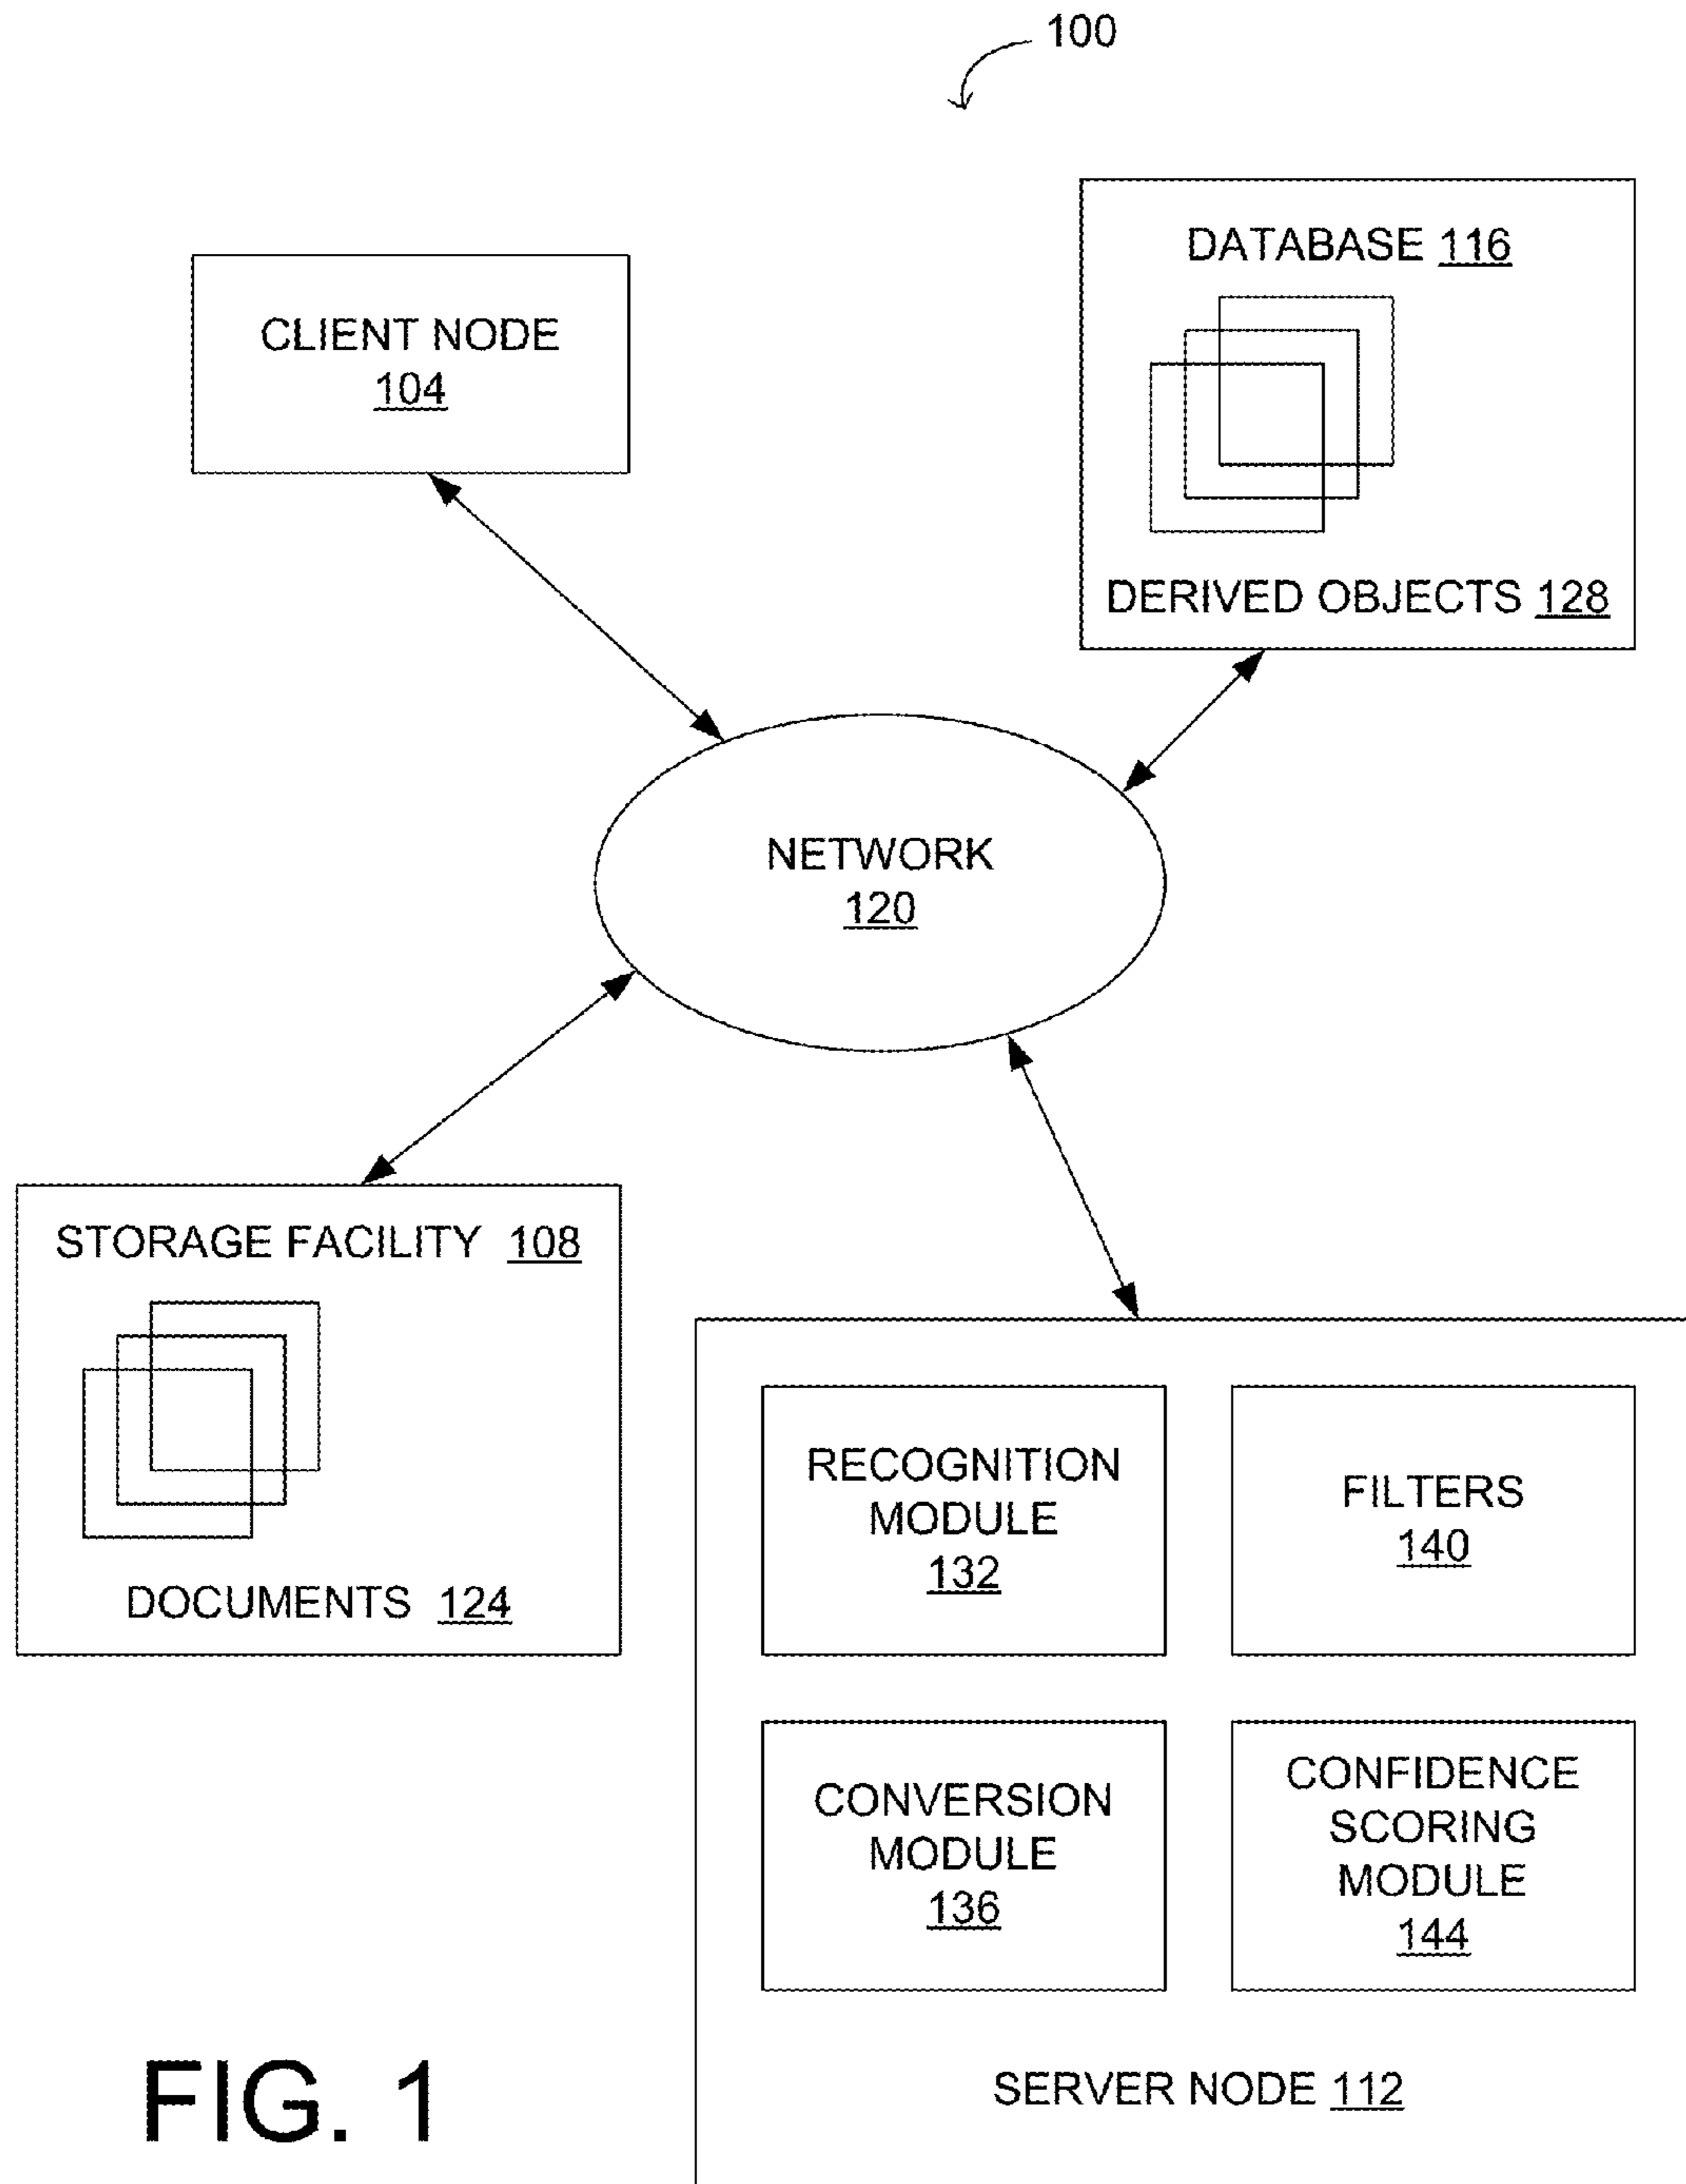 100
DATABASE 116
DERIVED OBJECTS 128
CLIENT NODE
104
NETWORK
120
STORAGE FACILITY 108
DOCUMENTS 124
RECOGNITION
MODULE
132
FILTERS
140
CONVERSION
MODULE
136
CONFIDENCE
SCORING
MODULE
144
SERVER NODE 112
FIG. 1